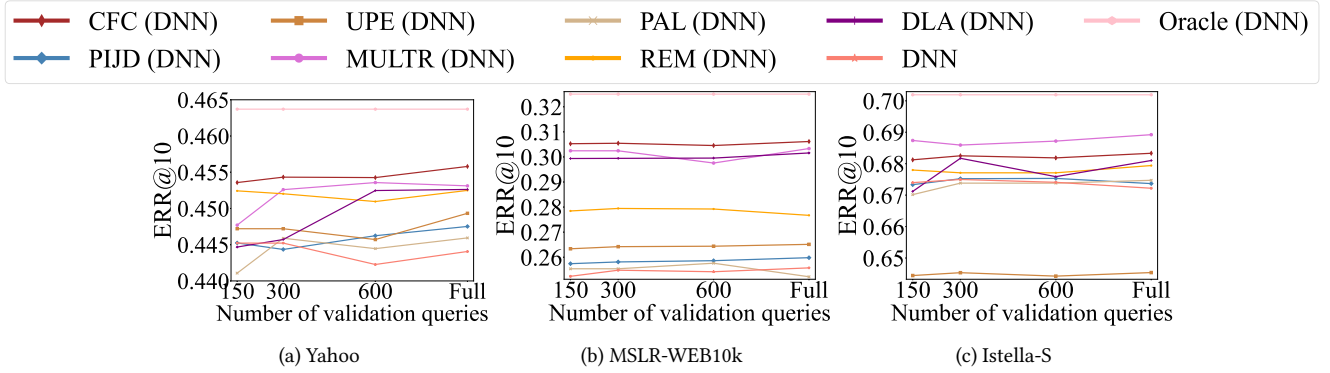 CFC (DNN) UPE (DNN) PAL (DNN) DLA (DNN) Oracle (DNN)
PIJD (DNN) MULTR (DNN) REM (DNN) DNN
ERR@10
0.465
0.460
0.455
0.450
0.445
0.440
150 300 600 Full
Number of validation queries
(a) Yahoo
ERR@10
0.32
0.31
0.30
0.29
0.28
0.27
0.26
150 300 600 Full
Number of validation queries
(b) MSLR-WEB10k
ERR@10
0.70
0.69
0.68
0.67
0.66
0.65
150 300 600 Full
Number of validation queries
(c) Istella-S